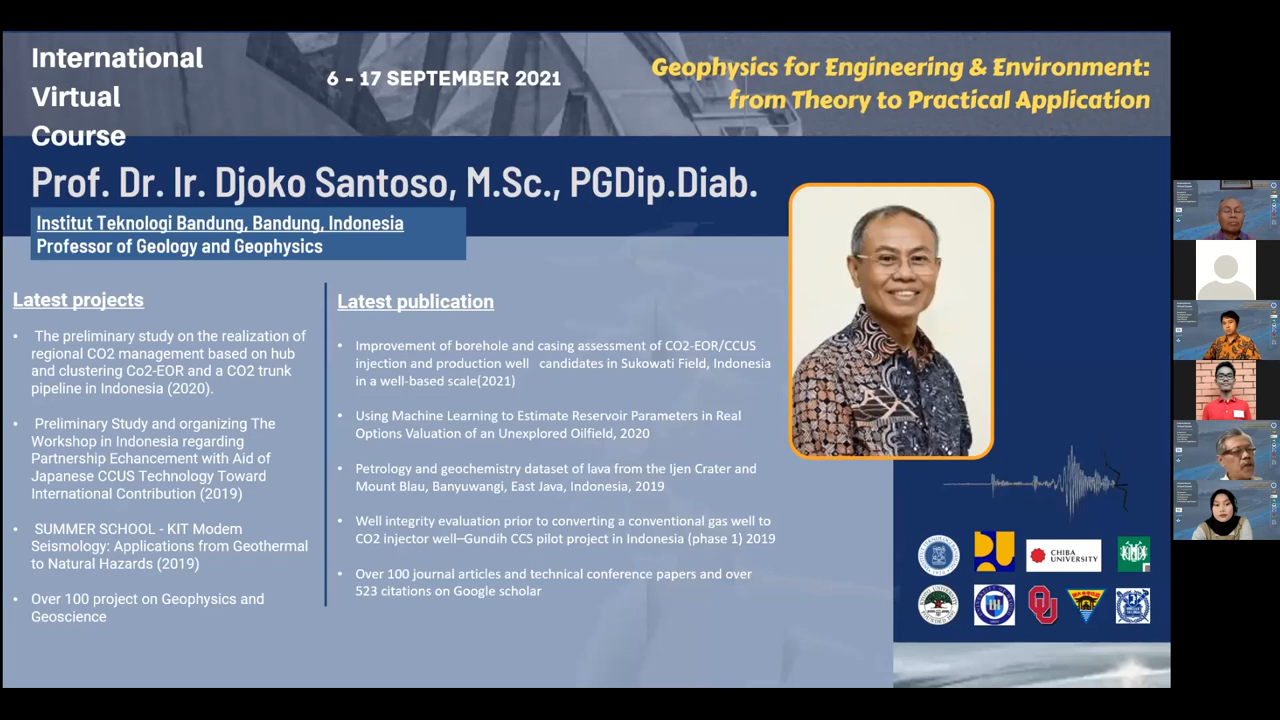 International
Virtual
Course
6 - 17 SEPTEMBER 2021
Geophysics for Engineering & Environment:
from Theory to Practical Application
Prof. Dr. Ir. Djoko Santoso, M.Sc., PGDip.Diab.
Institut Teknologi Bandung, Bandung, Indonesia
Professor of Geology and Geophysics
Latest projects
• The preliminary study on the realization of
regional CO2 management based on hub
and clustering Co2-EOR and a CO2 trunk
pipeline in Indonesia (2020).
• Preliminary Study and organizing The
Workshop in Indonesia regarding
Partnership Echancement with Aid of
Japanese CCUS Technology Toward
International Contribution (2019)
• SUMMER SCHOOL - KIT Modem
Seismology: Applications from Geothermal
to Natural Hazards (2019)
• Over 100 project on Geophysics and
Geoscience
Latest publication
• Improvement of borehole and casing assessment of CO2-EOR/CCUS
injection and production well candidates in Sukowati Field, Indonesia
in a well-based scale(2021)
• Using Machine Learning to Estimate Reservoir Parameters in Real
Options Valuation of an Unexplored Oilfield, 2020
• Petrology and geochemistry dataset of lava from the Ijen Crater and
Mount Blau, Banyuwangi, East Java, Indonesia, 2019
• Well integrity evaluation prior to converting a conventional gas well to
CO2 injector well—Gundih CCS pilot project in Indonesia (phase 1) 2019
• Over 100 journal articles and technical conference papers and over
523 citations on Google scholar
CHIBA
UNIVERSITY